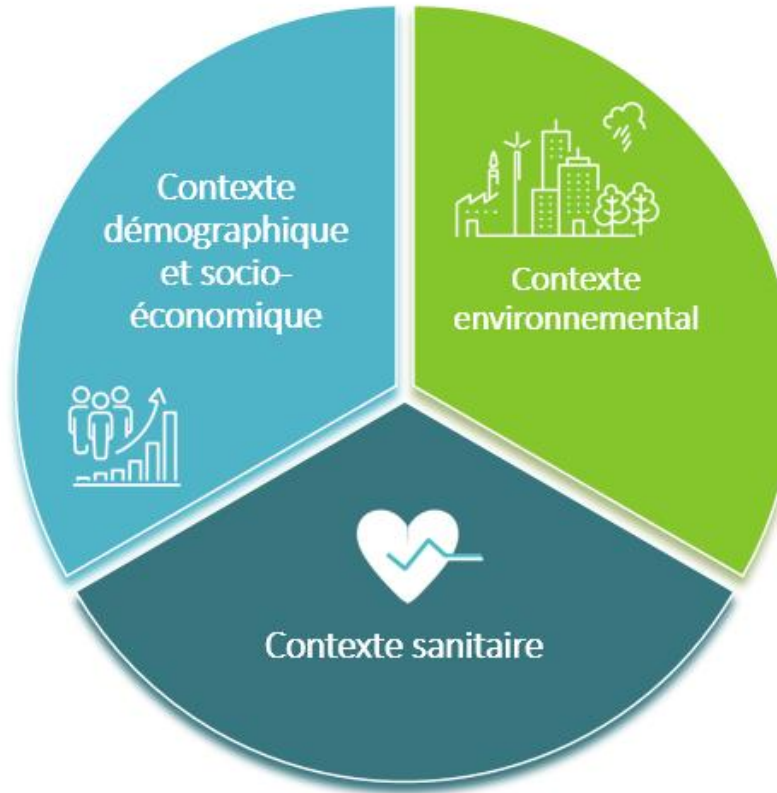 Contexte
démographique
et socio-
économique
Contexte
environnemental
Contexte sanitaire